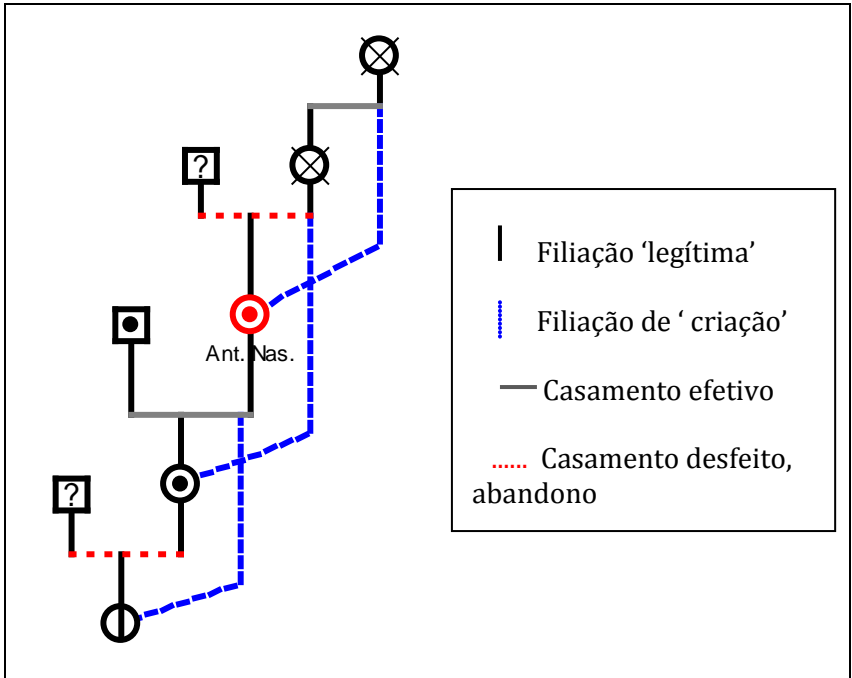 ?
Ant. Nas.
?
Filiação ‘legítima’
Filiação de ‘ criação’
Casamento efetivo
...... Casamento desfeito,
abandono